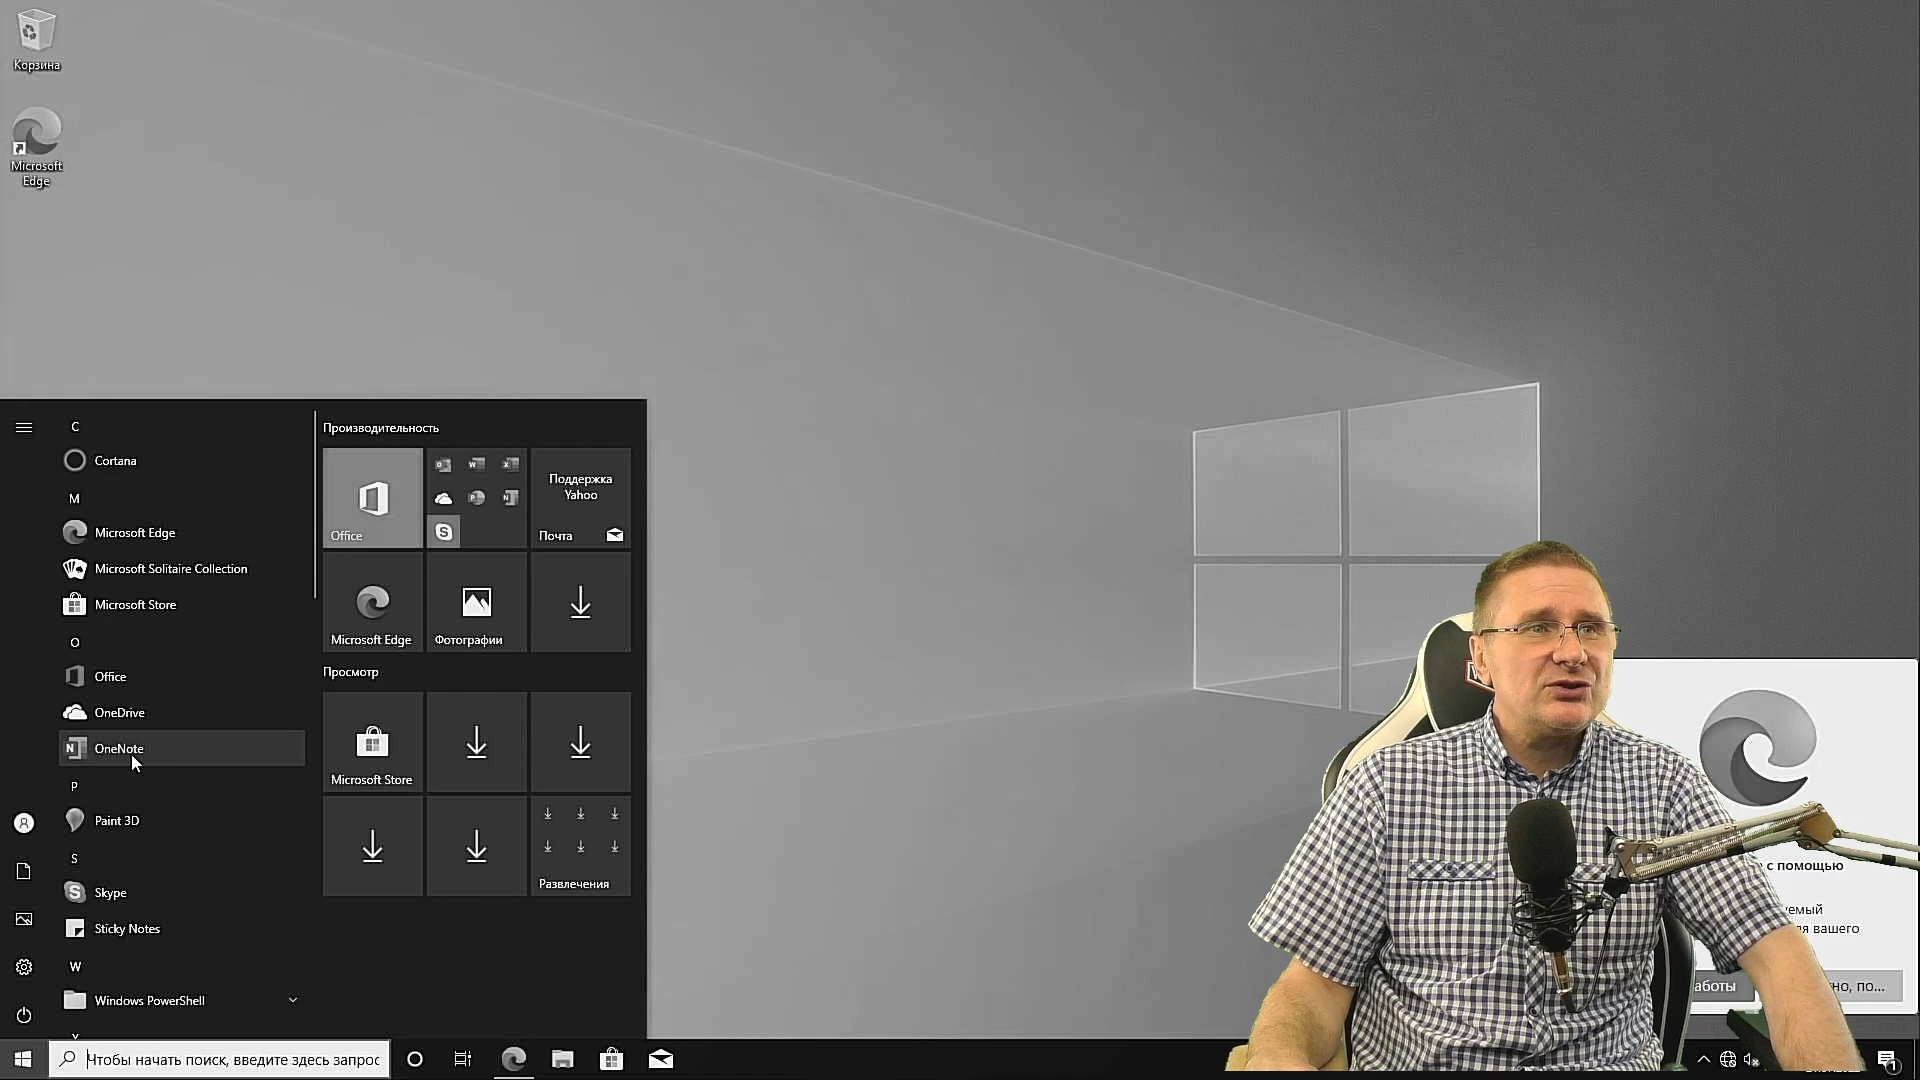 Корзина
Microsoft
Edge
C
Cortana
M
Microsoft Edge
Microsoft Solitaire Collection
Microsoft Store
O
Office
OneDrive
OneNote
P
Paint 3D
S
Skype
Sticky Notes
W
Windows PowerShell
Производительность
Office
Поддержка
Yahoo
Почта
Microsoft Edge
Фотографии
Просмотр
Microsoft Store
Развлечения
Чтобы начать поиск, введите здесь запрос
с помощью
вашего
но, по...
1